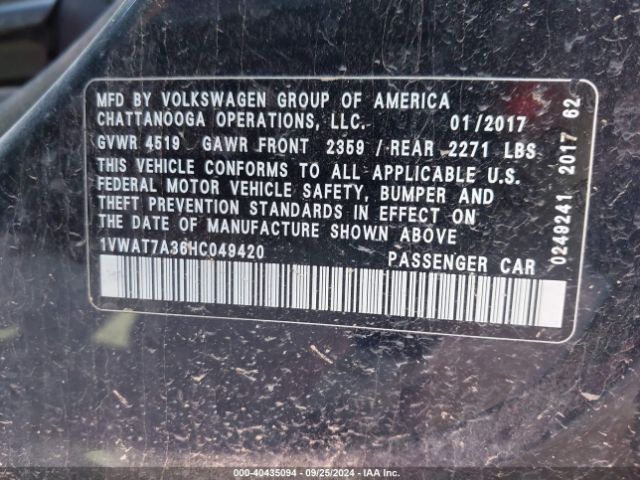 MFD BY VOLKSWAGEN GROUP OF AMERICA
CHATTANOOGA OPERATIONS, LLC. 01/2017
GVWR 4519 GAWR FRONT 2359 / REAR 2271 LBS
THIS VEHICLE CONFORMS TO ALL APPLICABLE U.S.
FEDERAL MOTOR VEHICLE SAFETY, BUMPER AND
THEFT PREVENTION STANDARDS IN EFFECT ON
THE DATE OF MANUFACTURE SHOWN ABOVE
1VWAT7A36HC049420 PASSENGER CAR
0249241 2017 62
000-40435094 - 09/25/2024 - IAA Inc.